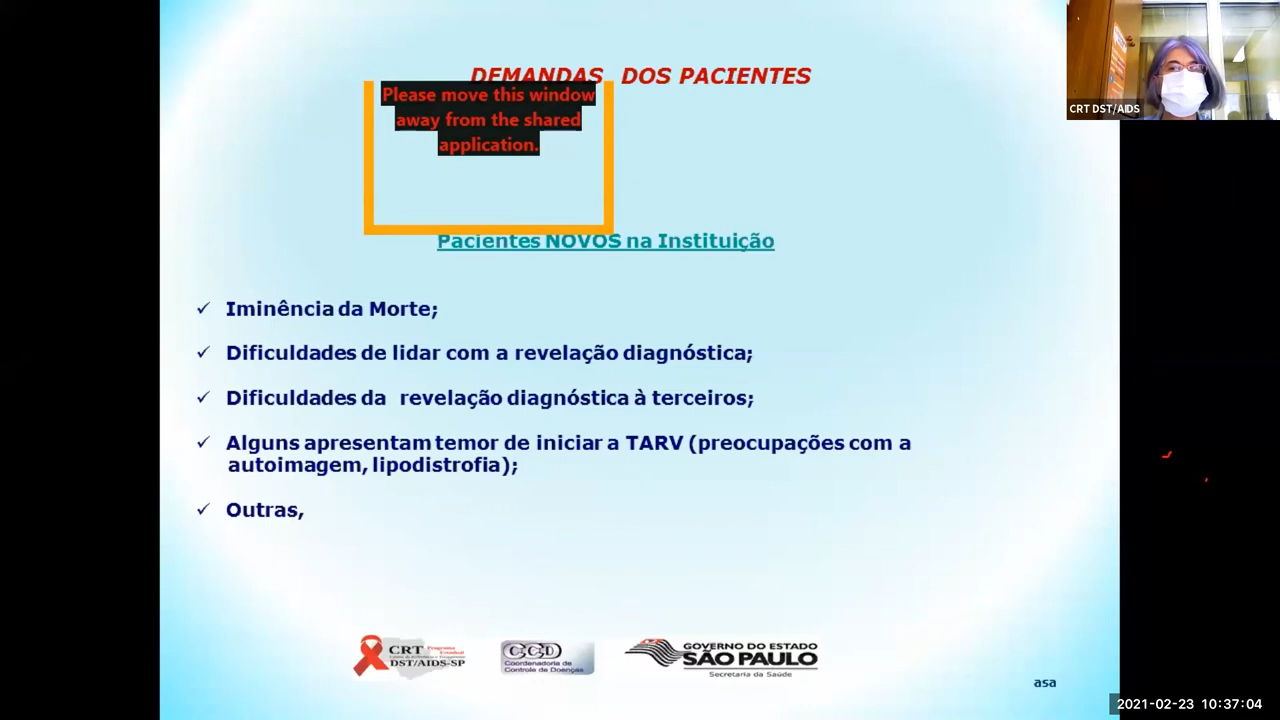 DEMANDAS DOS PACIENTES
Please move this window
away from the shared
application.
CRT DST/AIDS
Pacientes NOVOS na Instituição
✓ Iminência da Morte;
✓ Dificuldades de lidar com a revelação diagnóstica;
✓ Dificuldades da revelação diagnóstica à terceiros;
✓ Alguns apresentam temor de iniciar a TARV (preocupações com a
autoimagem, lipodistrofia);
✓ Outras,
CRT Programa
Estadual
DST/AIDS-SP
CCD
Coordenadoria de
Controle de Doenças
GOVERNO DO ESTADO
SÃO PAULO
Secretaria da Saúde
asa
2021-02-23 10:37:04